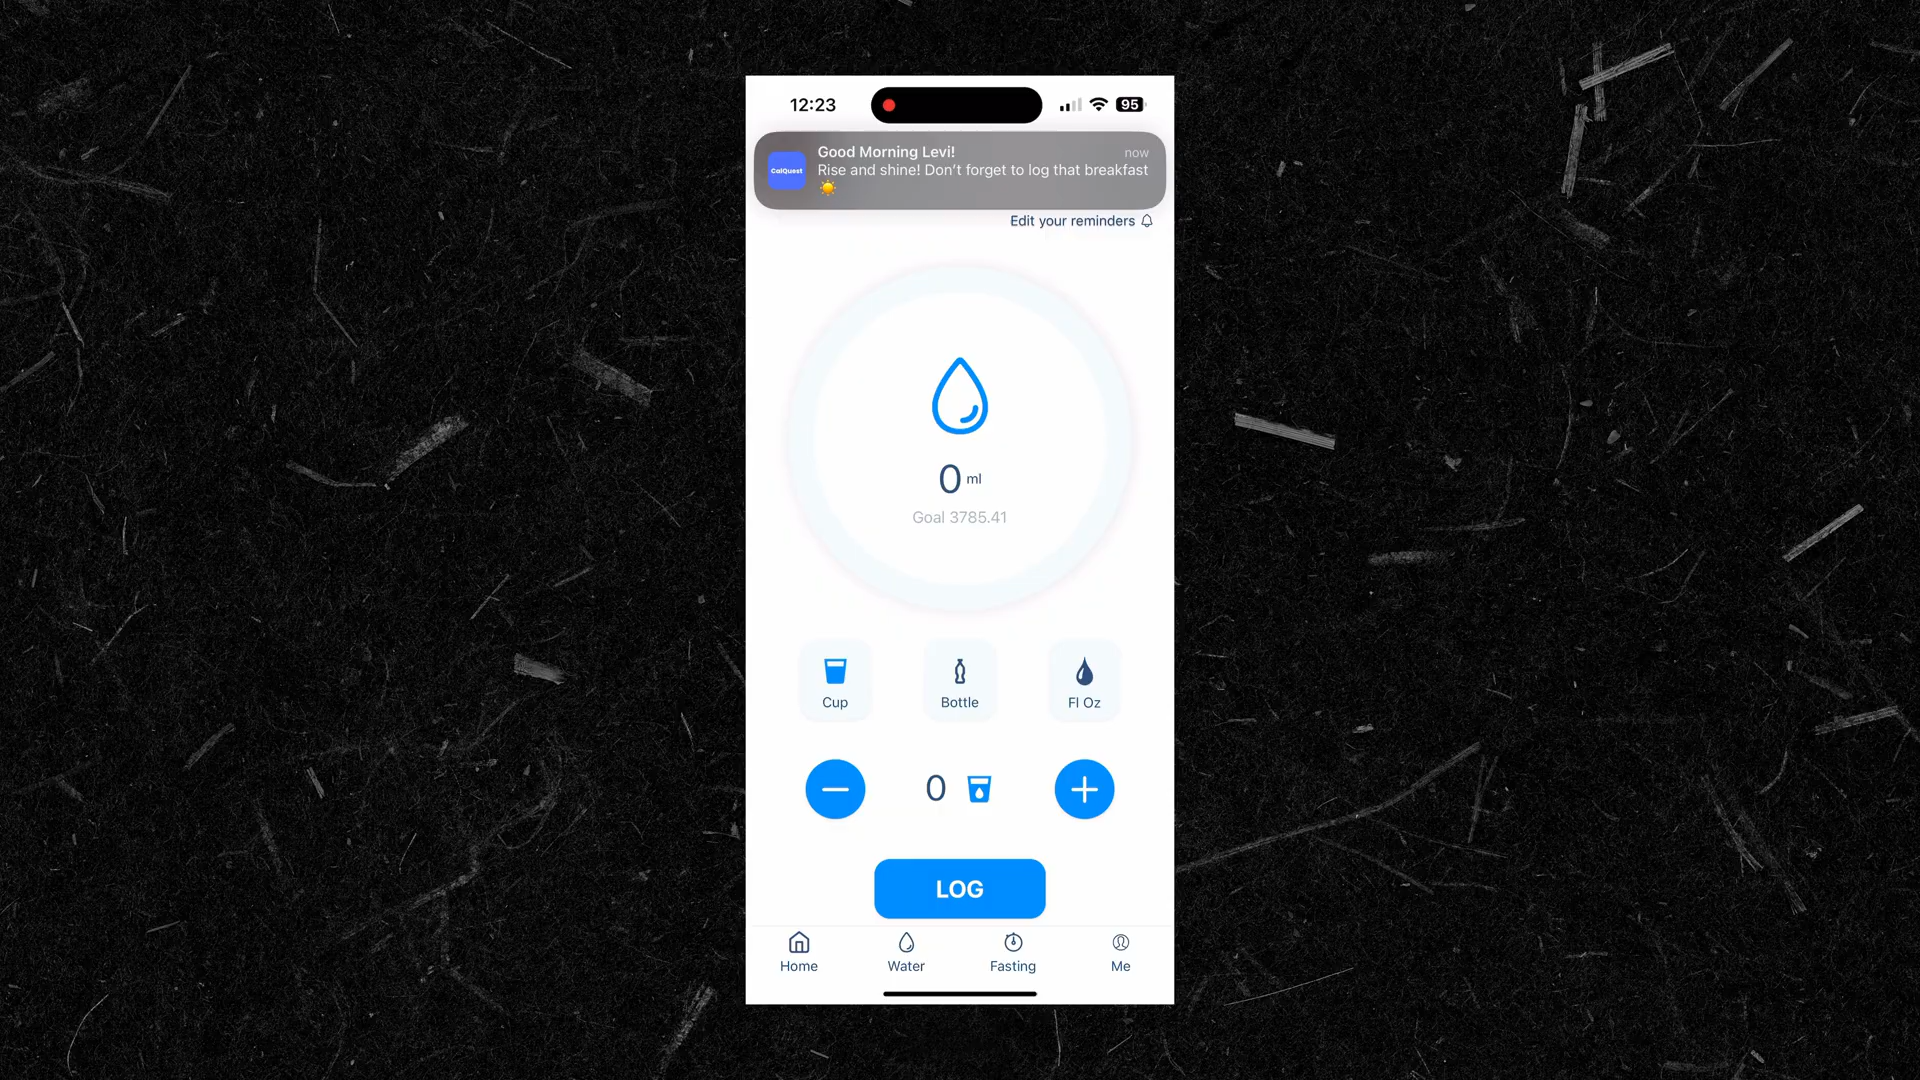 12:23
95
CalQuest
Good Morning Levi!
now
Rise and shine! Don’t forget to log that breakfast
Edit your reminders
0 ml
Goal 3785.41
Cup
Bottle
Fl Oz
0
LOG
Home
Water
Fasting
Me